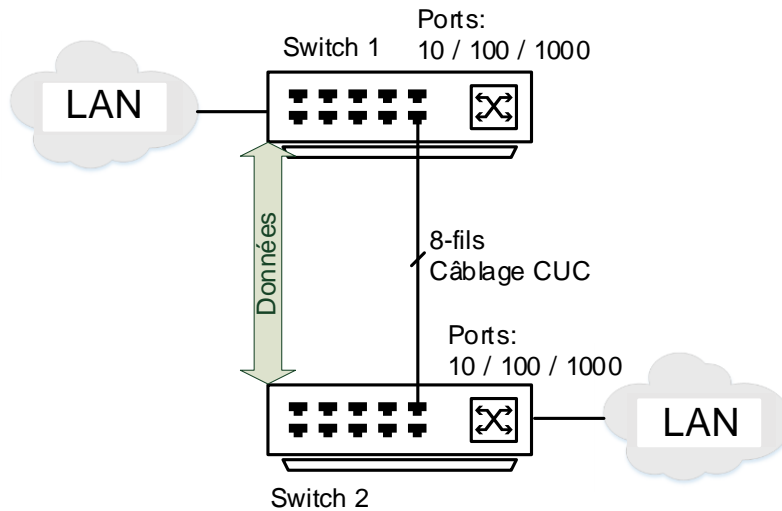 Ports:
Switch 1
10 / 100 / 1000
LAN
Données
8-fils
Câblage CUC
Ports:
10 / 100 / 1000
LAN
Switch 2